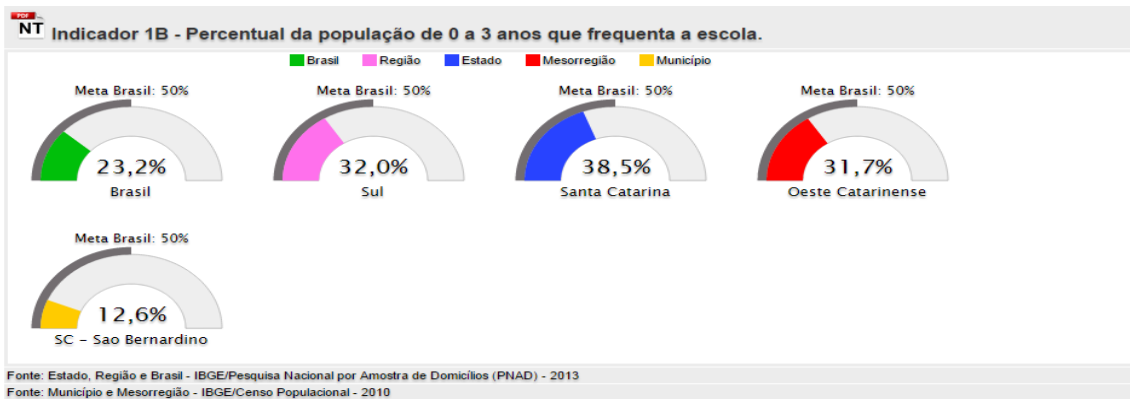 PDF
NT
Indicador 1B - Percentual da população de 0 a 3 anos que frequenta a escola.
Brasil Região Estado Mesorregião Município
Meta Brasil: 50% Meta Brasil: 50% Meta Brasil: 50% Meta Brasil: 50%
23,2% 32,0% 38,5% 31,7%
Brasil Sul Santa Catarina Oeste Catarinense
Meta Brasil: 50%
12,6%
SC - Sao Bernardino
Fonte: Estado, Região e Brasil - IBGE/Pesquisa Nacional por Amostra de Domicílios (PNAD) - 2013
Fonte: Município e Mesorregião - IBGE/Censo Populacional - 2010